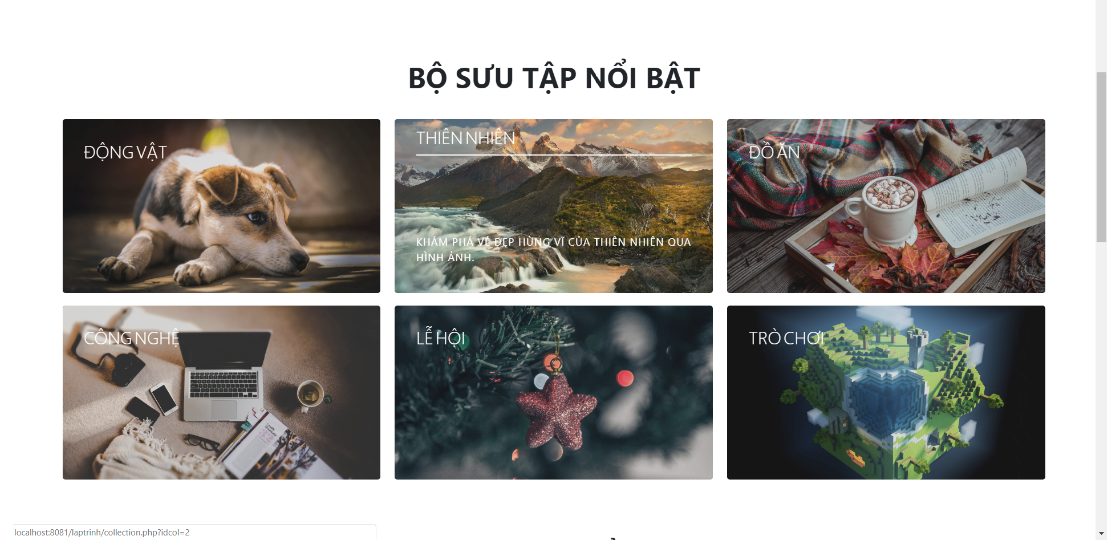 BỘ SƯU TẬP NỔI BẬT
ĐỘNG VẬT
THIÊN NHIÊN
ĐỒ ĂN
KHÁM PHÁ VẺ ĐẸP HÙNG VĨ CỦA THIÊN NHIÊN QUA
HÌNH ẢNH.
CÔNG NGHỆ
LỄ HỘI
TRÒ CHƠI
localhost:8081/laptrinh/collection.php?idcol=2